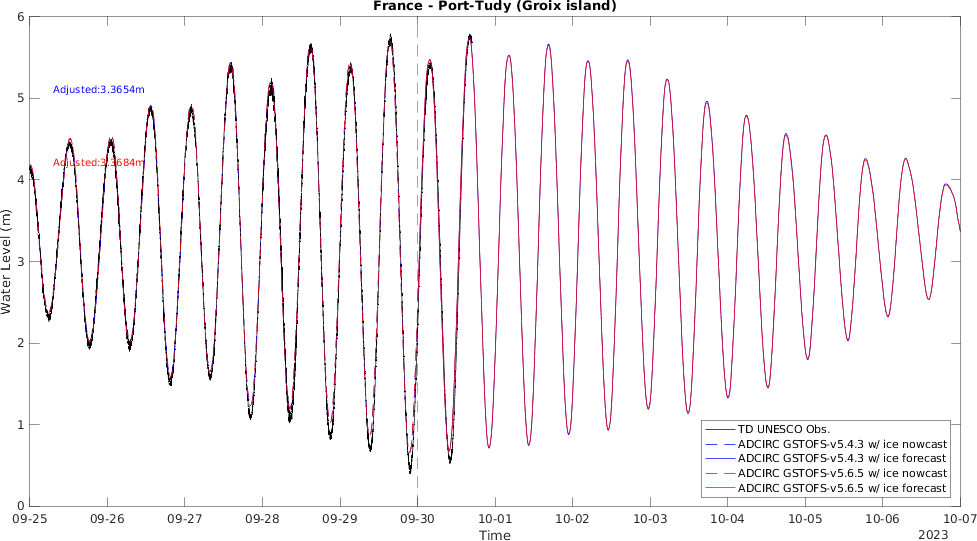 France - Port-Tudy (Groix island)
6
5
4
3
2
1
0
Water Level (m)
Adjusted:3.3654m
Adjusted:3.3684m
TD UNESCO Obs.
ADCIRC GSTOFS-v5.4.3 w/ ice nowcast
ADCIRC GSTOFS-v5.4.3 w/ ice forecast
ADCIRC GSTOFS-v5.6.5 w/ ice nowcast
ADCIRC GSTOFS-v5.6.5 w/ ice forecast
09-25 09-26 09-27 09-28 09-29 09-30 10-01 10-02 10-03 10-04 10-05 10-06 10-07
Time
2023